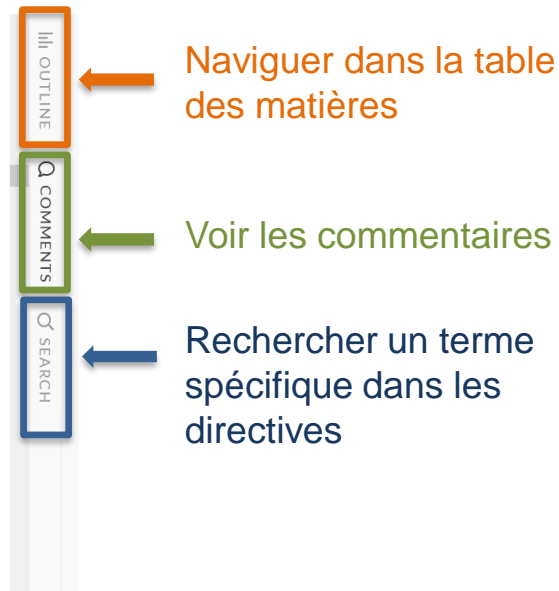 OUTLINE
Naviguer dans la table
des matières
COMMENTS
Voir les commentaires
SEARCH
Rechercher un terme
spécifique dans les
directives